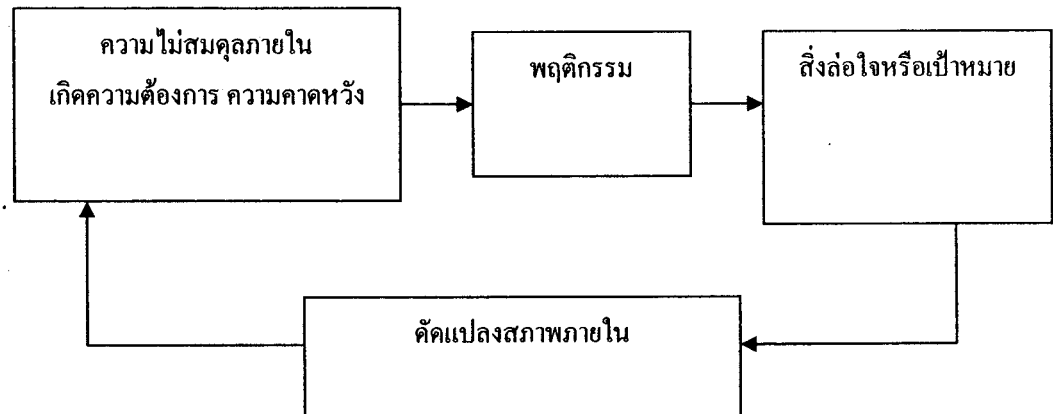 ความไม่สมดุลภายใน
เกิดความต้องการ ความคาดหวัง
พฤติกรรม
สิ่งล่อใจหรือเป้าหมาย
ดัดแปลงสภาพภายใน